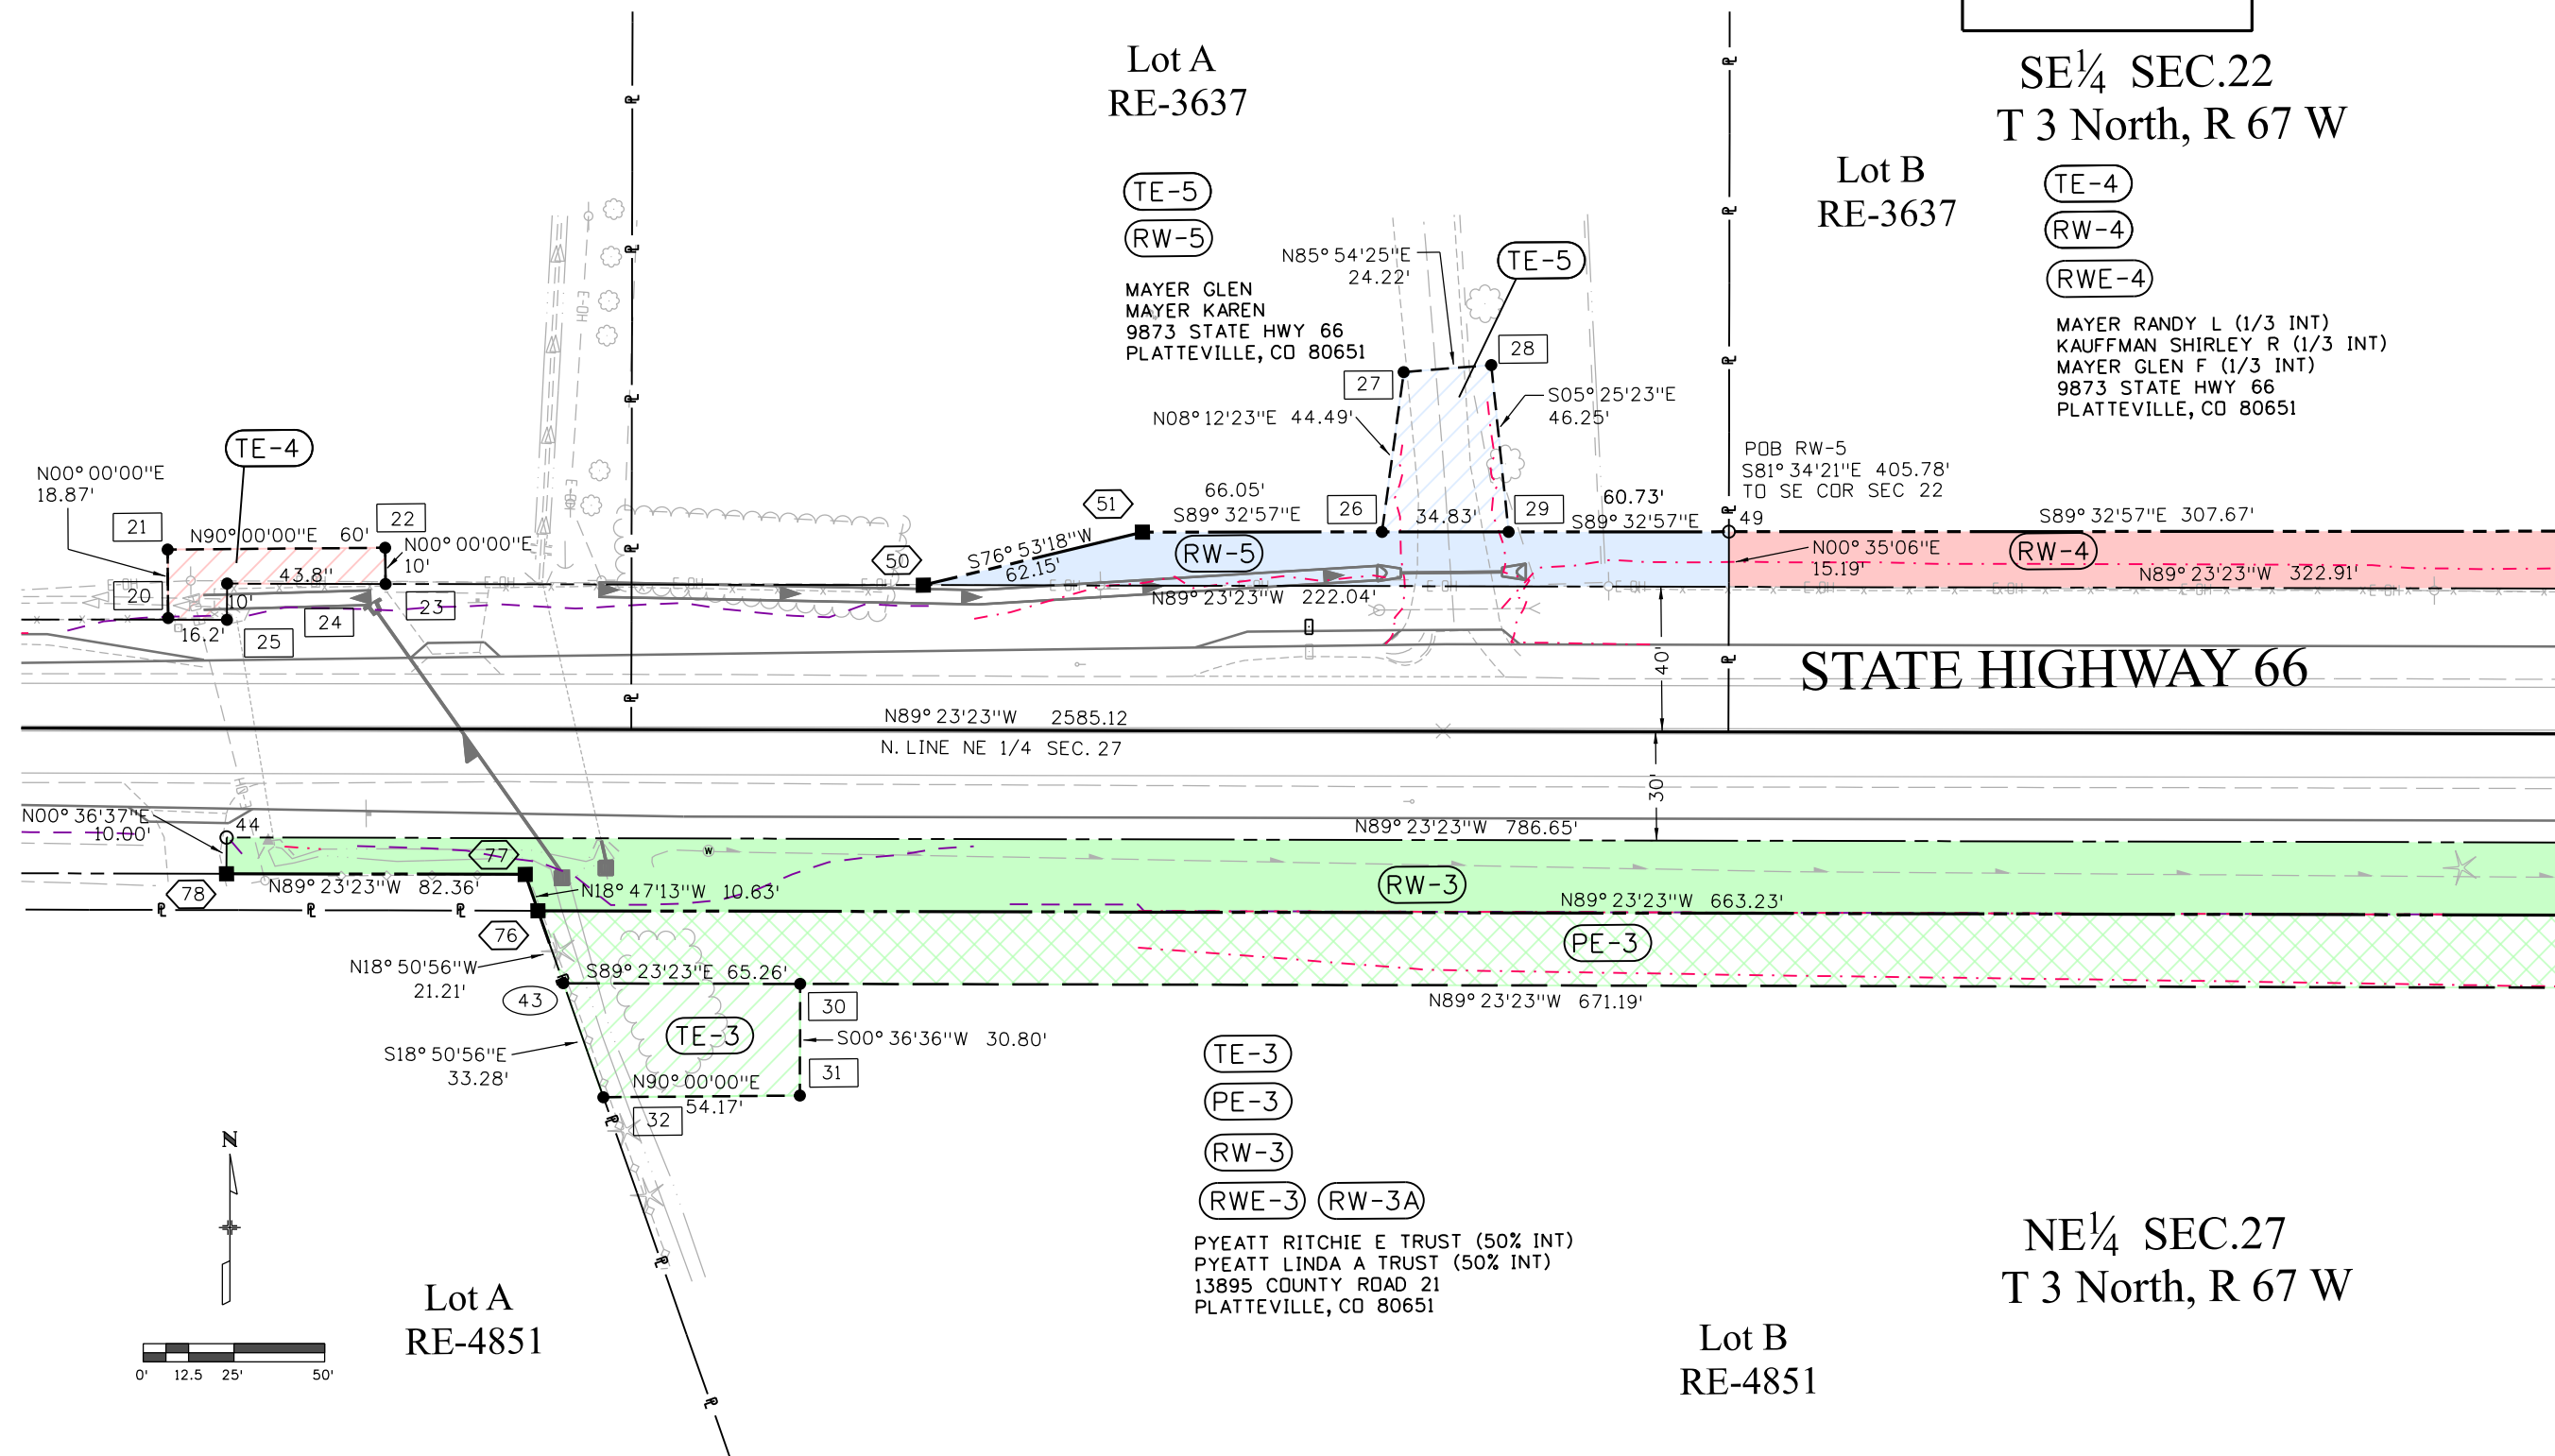 Lot A
RE-3637
SE1/4 SEC.22
T 3 North, R 67 W
Lot B
RE-3637
TE-5
RW-5
MAYER GLEN
MAYER KAREN
9873 STATE HWY 66
PLATTEVILLE, CO 80651
TE-4
RW-4
RWE-4
MAYER RANDY L (1/3 INT)
KAUFFMAN SHIRLEY R (1/3 INT)
MAYER GLEN F (1/3 INT)
9873 STATE HWY 66
PLATTEVILLE, CO 80651
N85°54'25"E
24.22'
TE-5
28
27
S05°25'23"E
46.25'
N08°12'23"E 44.49'
POB RW-5
S81°34'21"E 405.78'
TO SE COR SEC 22
TE-4
N00°00'00"E
18.87'
21
N90°00'00"E 60'
22
N00°00'00"E
10'
43.8"
20
10'
16.2'
25
24
23
50
51
S76°53'18"W
62.15'
66.05'
S89°32'57"E
26
34.83'
29
60.73'
S89°32'57"E
49
RW-5
N89°23'23"W 222.04'
S89°32'57"E 307.67'
N00°35'06"E
15.19'
RW-4
N89°23'23"W 322.91'
E-OH
E-OH
E-OH
E-OH
E-OH
E-OH
E-OH
E-OH
E-OH
E-OH
E-OH
E-OH
40'
STATE HIGHWAY 66
N89°23'23"W 2585.12
N. LINE NE 1/4 SEC. 27
30'
N00°36'37"E
10.00'
44
N89°23'23"W 786.65'
77
78
N89°23'23"W 82.36'
N18°47'13"W 10.63'
W
RW-3
N89°23'23"W 663.23'
76
PE-3
N18°50'56"W
21.21'
S89°23'23"E 65.26'
43
30
N89°23'23"W 671.19'
TE-3
S00°36'36"W 30.80'
S18°50'56"E
33.28'
31
N90°00'00"E
54.17'
32
TE-3
PE-3
RW-3
RWE-3
RW-3A
PYEATT RITCHIE E TRUST (50% INT)
PYEATT LINDA A TRUST (50% INT)
13895 COUNTY ROAD 21
PLATTEVILLE, CO 80651
N
NE1/4 SEC.27
T 3 North, R 67 W
Lot A
RE-4851
Lot B
RE-4851
0' 12.5 25' 50'